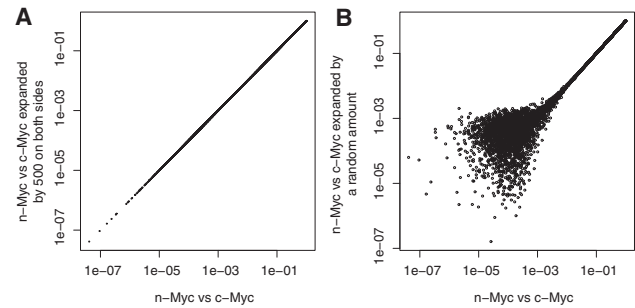 A
n−Myc vs c−Myc expanded
by 500 on both sides
1e−01
1e−03
1e−05
1e−07
1e−07 1e−05 1e−03 1e−01
n−Myc vs c−Myc
B
n−Myc vs c−Myc expanded by
a random amount
1e−01
1e−03
1e−05
1e−07
1e−07 1e−05 1e−03 1e−01
n−Myc vs c−Myc